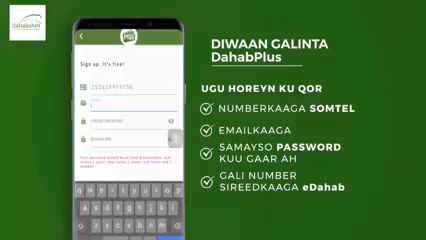 Dahabshiil
DIWAAN GALINTA
DahabPlus
Plus
Sign up. It's free!
UGU HOREYN KU QOR
NUMBERKAAGA SOMTEL
EMAILKAAGA
SAMAYSO PASSWORD
KUU GAAR AH
GALI NUMBER
SIREEDKAAGA eDahab
q w e r t y u i o p
a s d f g h j k l
z x c v b n m